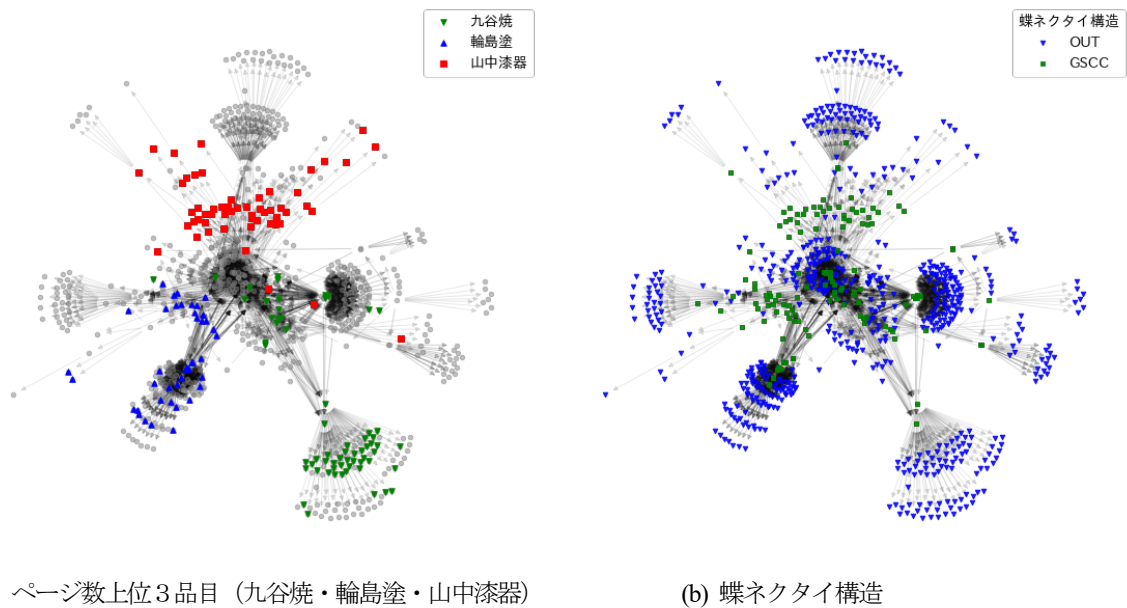 九谷焼
輪島塗
山中漆器
蝶ネクタイ構造
OUT
GSCC
ページ数上位３品目（九谷焼・輪島塗・山中漆器）
(b) 蝶ネクタイ構造